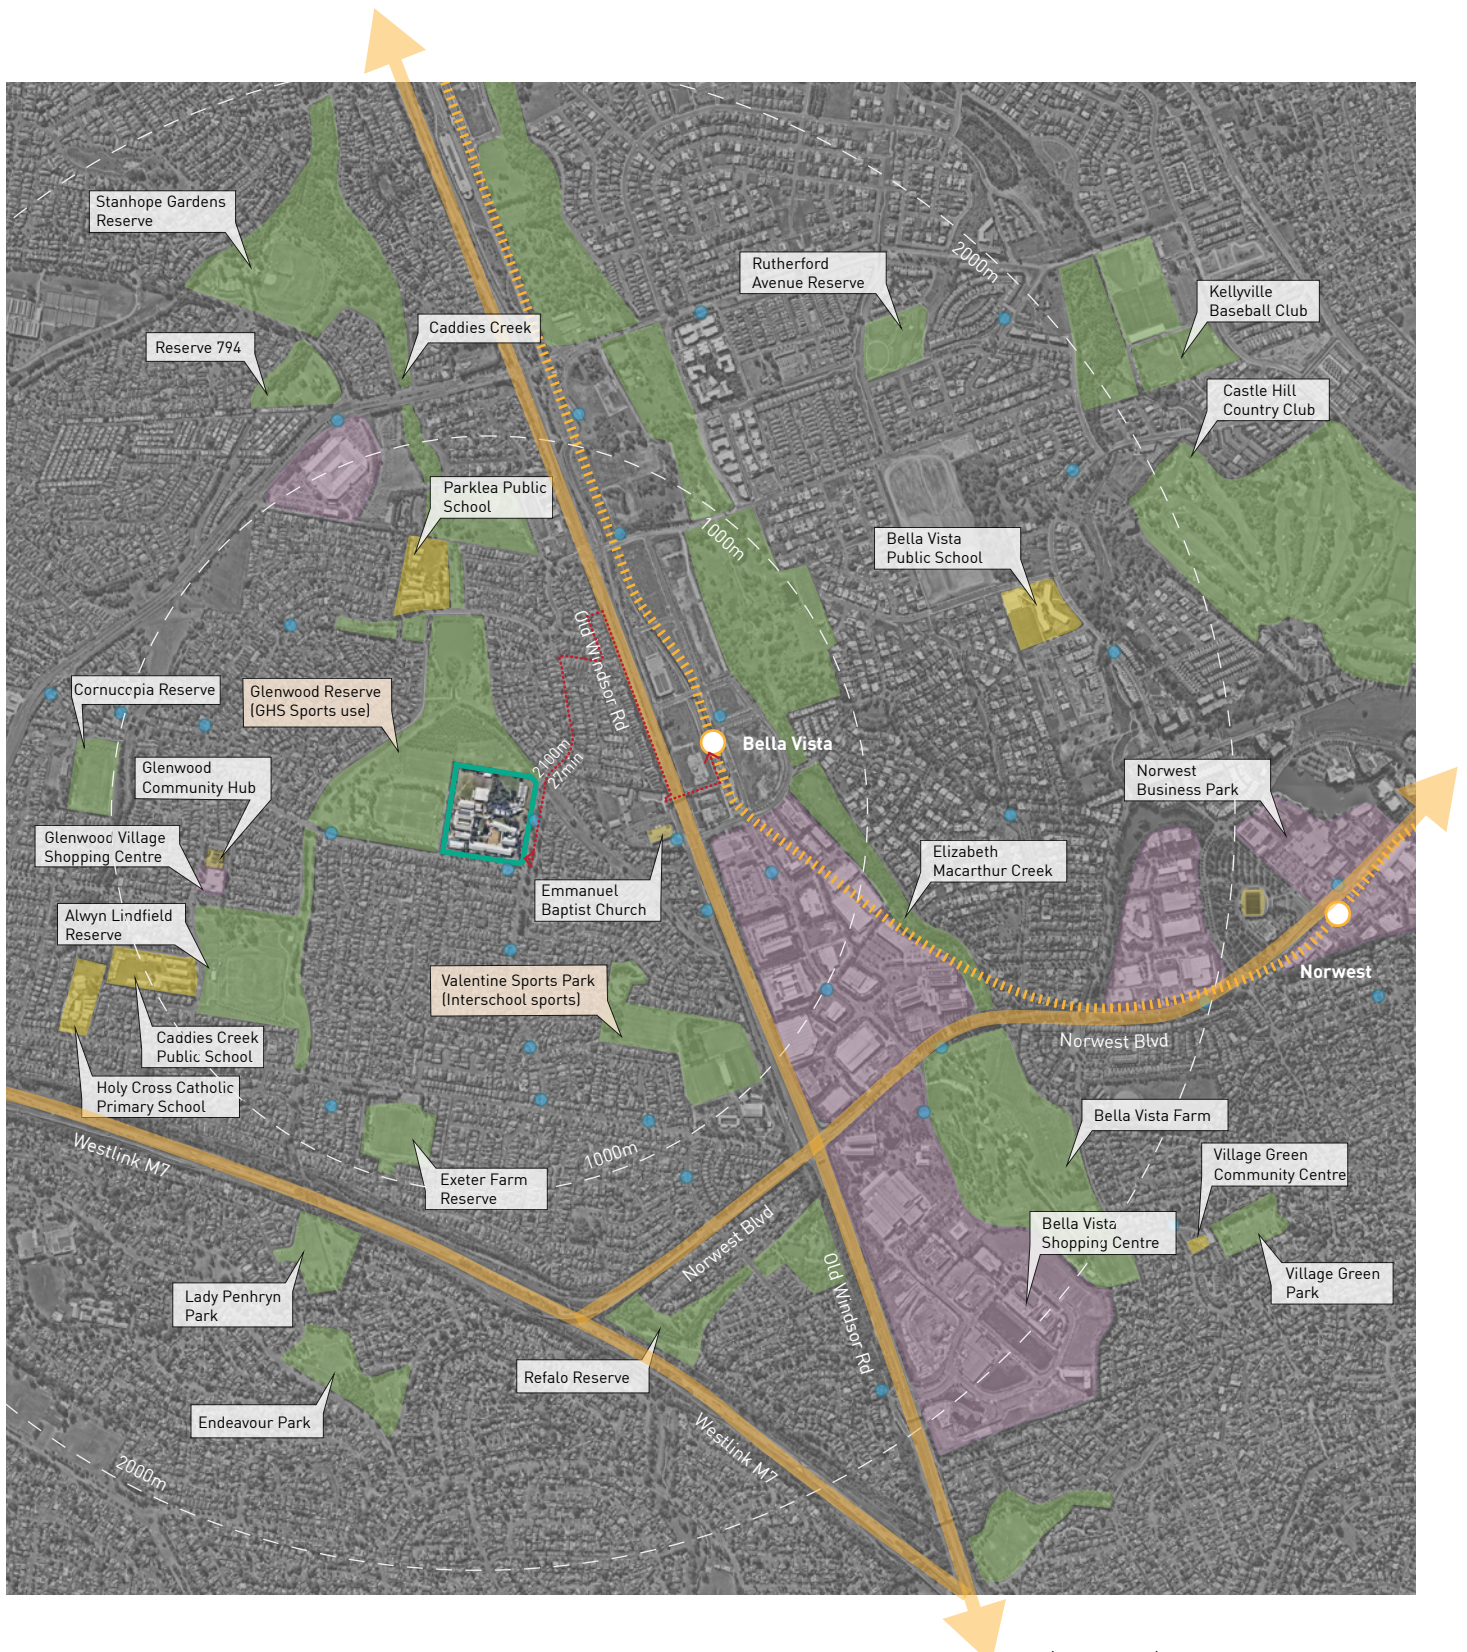 Stanhope Gardens
Reserve
Rutherford
Avenue Reserve
2000m
Kellyville
Baseball Club
Caddies Creek
Reserve 794
Castle Hill
Country Club
Parklea Public
School
1000m
Bella Vista
Public School
Old Windsor Rd
Cornucopia Reserve
Glenwood Reserve
(GHS Sports use)
Bella Vista
2100m
27min
Glenwood
Community Hub
Norwest
Business Park
Glenwood Village
Shopping Centre
Elizabeth
Macarthur Creek
Emmanuel
Baptist Church
Alwyn Lindfield
Reserve
Valentine Sports Park
(Interschool sports)
Norwest
Caddies Creek
Public School
Norwest Blvd
Holy Cross Catholic
Primary School
Bella Vista Farm
Westlink M7
1000m
Village Green
Community Centre
Exeter Farm
Reserve
Bella Vista
Shopping Centre
Norwest Blvd
Old Windsor Rd
Village Green
Park
Lady Penhryn
Park
Refalo Reserve
Endeavour Park
Westlink M7
2000m